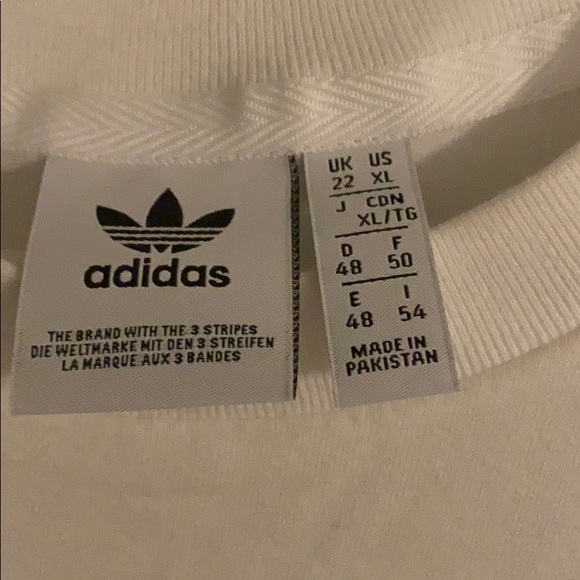 adidas
THE BRAND WITH THE 3 STRIPES
DIE WELTMARKE MIT DEN 3 STREIFEN
LA MARQUE AUX 3 BANDES
UK US
22 XL
J CDN
XL/TG
D F
48 50
E I
48 54
MADE IN
PAKISTAN